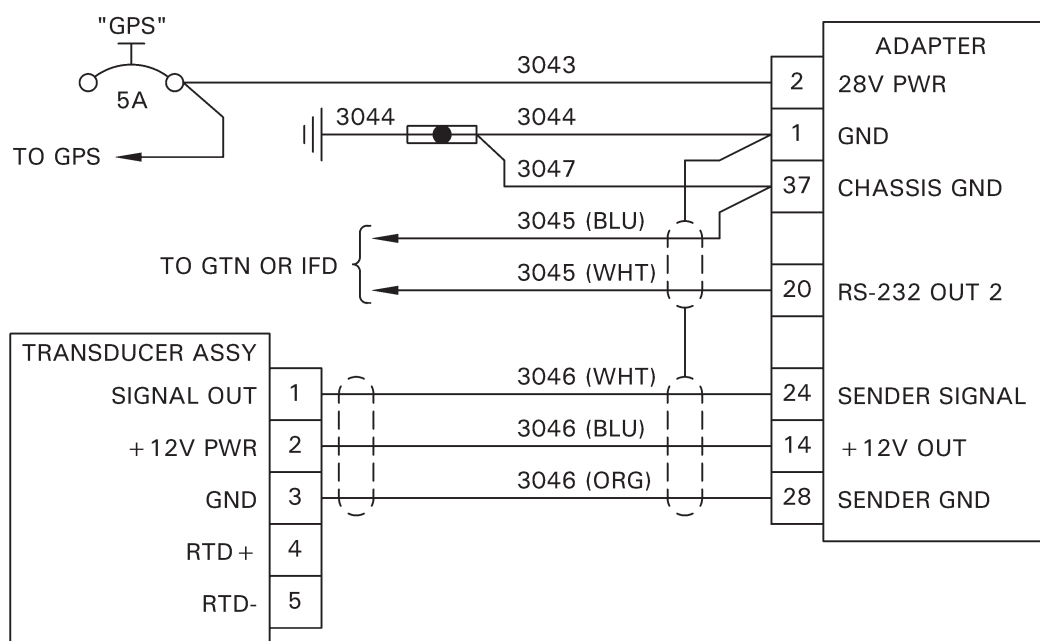 "GPS"
5A
TO GPS
3043
3044
3044
3047
3045 (BLU)
3045 (WHT)
TO GTN OR IFD
ADAPTER
2 28V PWR
1 GND
37 CHASSIS GND
20 RS-232 OUT 2
24 SENDER SIGNAL
14 +12V OUT
28 SENDER GND
TRANSDUCER ASSY
SIGNAL OUT 1
+12V PWR 2
GND 3
RTD+ 4
RTD- 5
3046 (WHT)
3046 (BLU)
3046 (ORG)